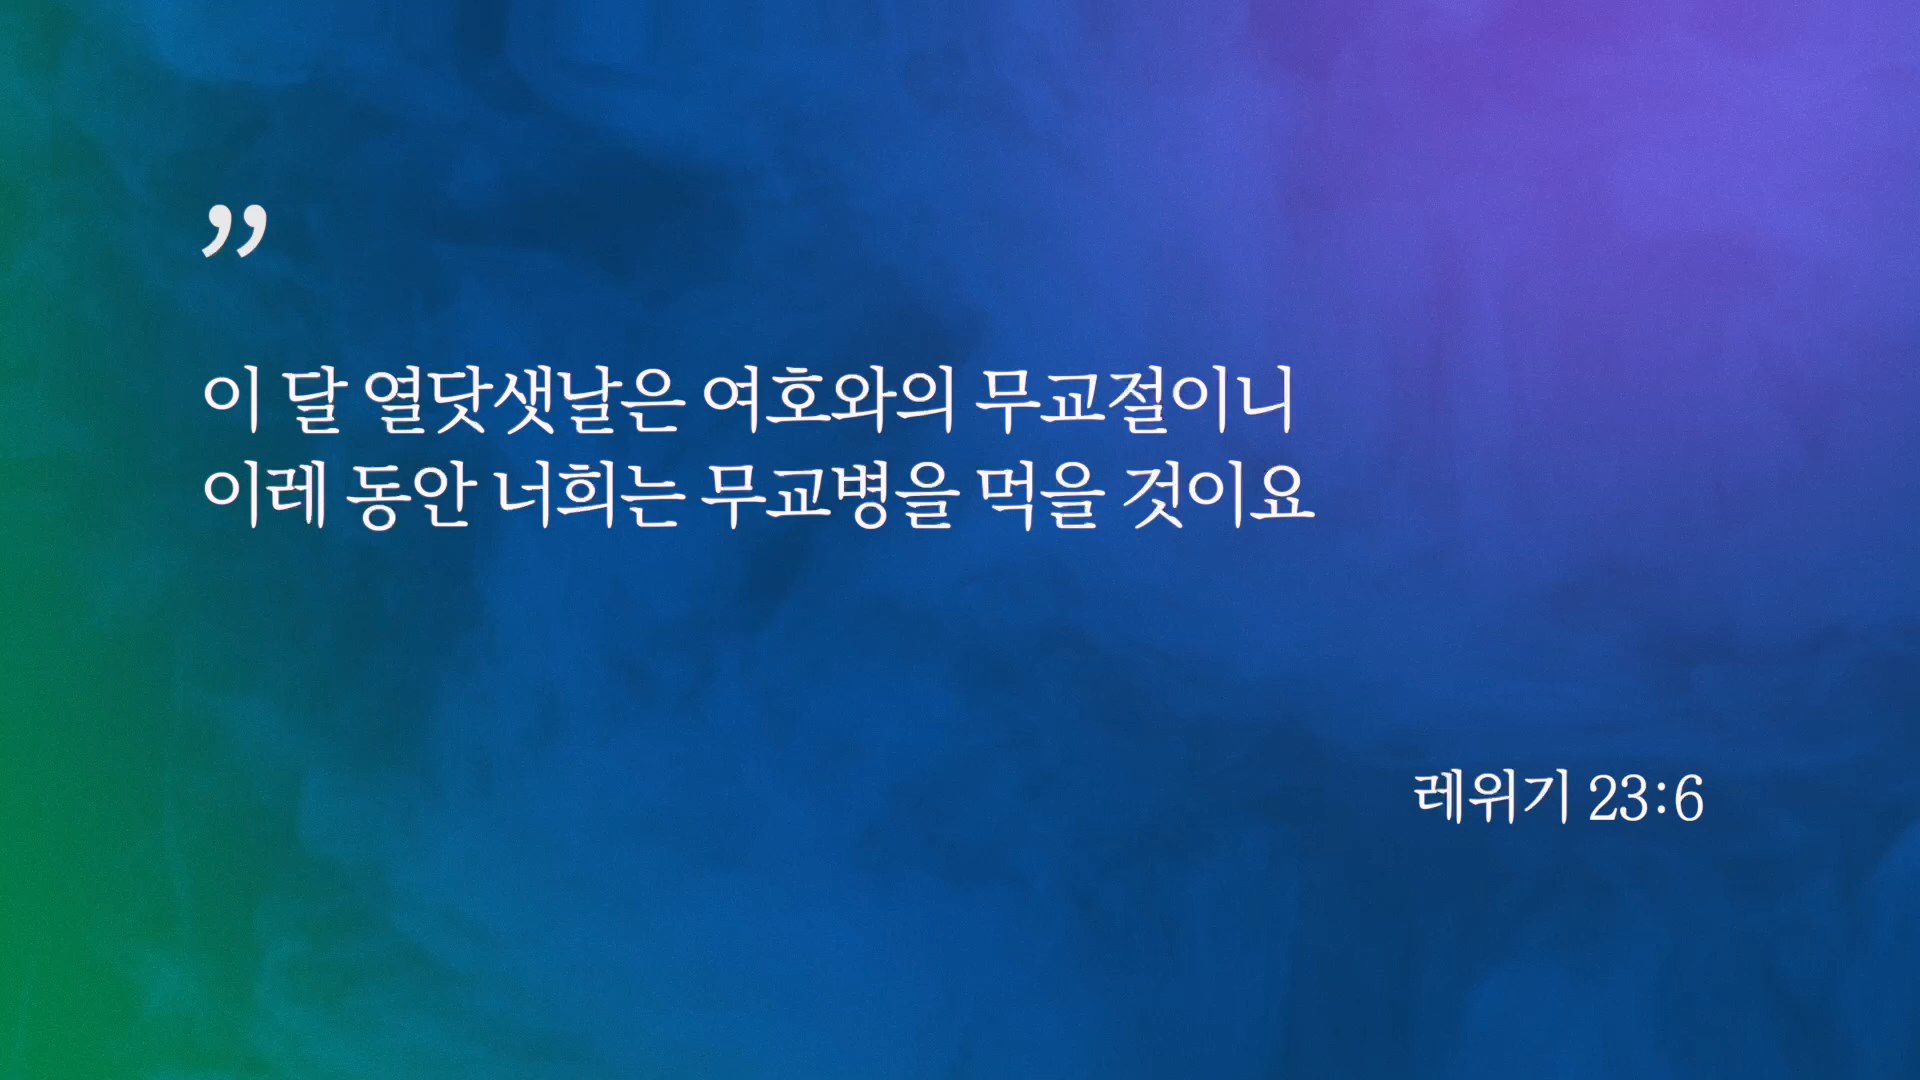 ”
이 달 열닷샛날은 여호와의 무교절이니
이레 동안 너희는 무교병을 먹을 것이요
레위기 23:6